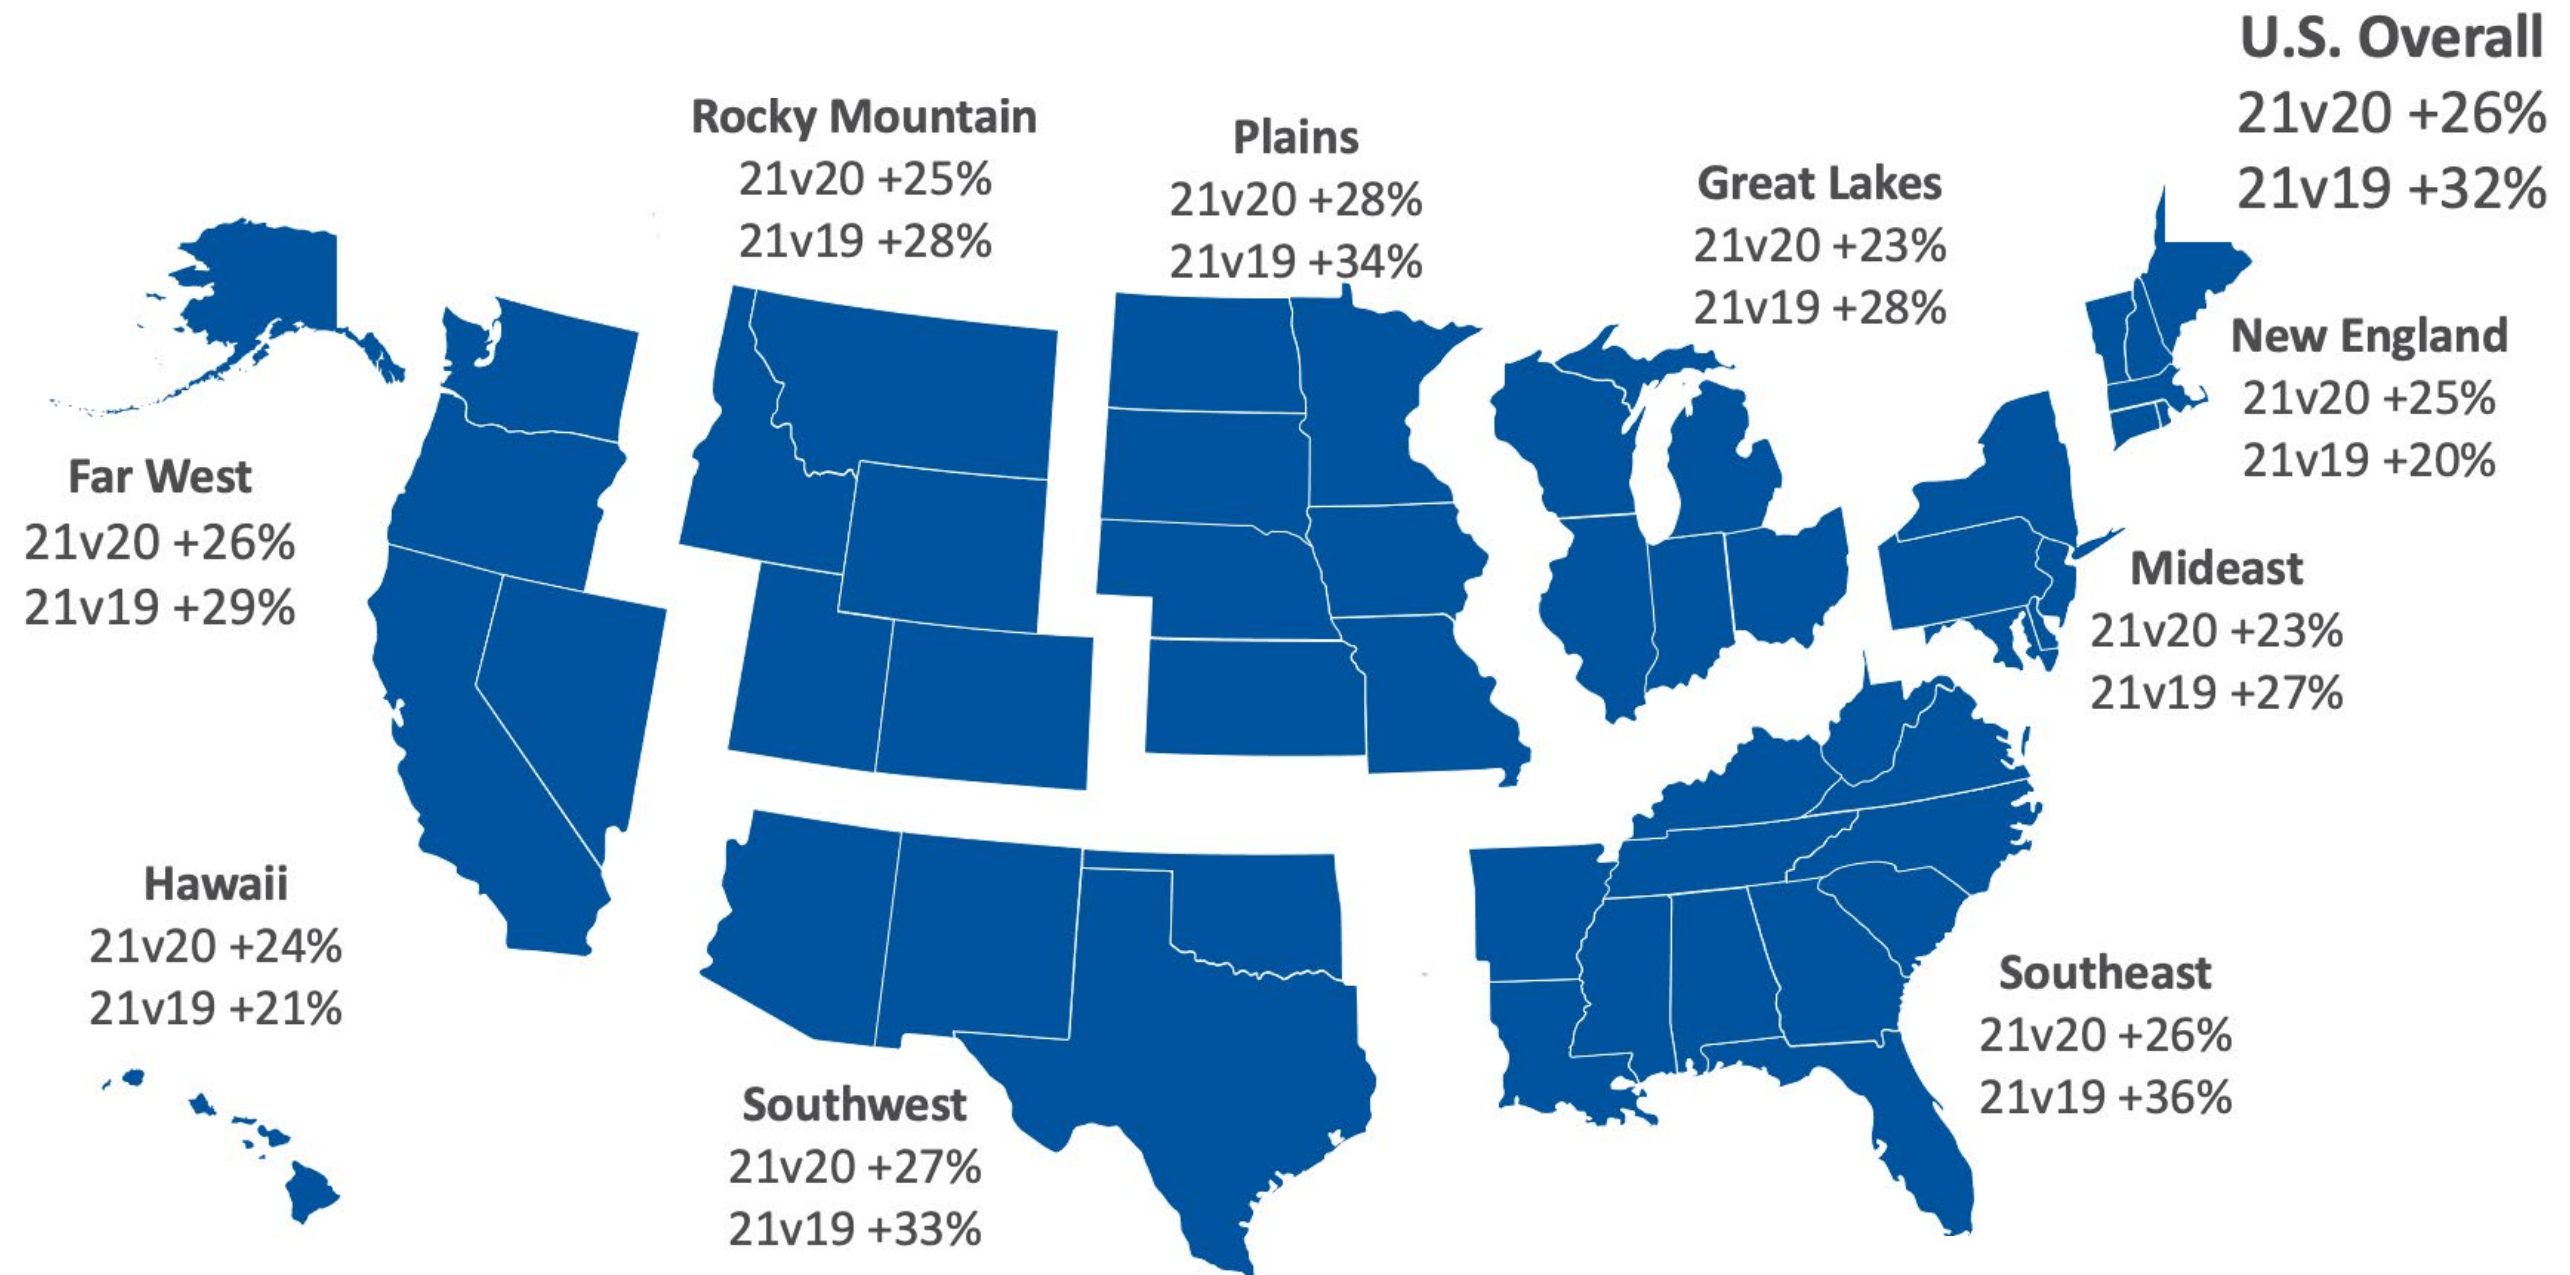 U.S. Overall
21v20 +26%
21v19 +32%
Rocky Mountain
21v20 +25%
21v19 +28%
Plains
21v20 +28%
21v19 +34%
Great Lakes
21v20 +23%
21v19 +28%
New England
21v20 +25%
21v19 +20%
Far West
21v20 +26%
21v19 +29%
Mideast
21v20 +23%
21v19 +27%
Hawaii
21v20 +24%
21v19 +21%
Southeast
21v20 +26%
21v19 +36%
Southwest
21v20 +27%
21v19 +33%